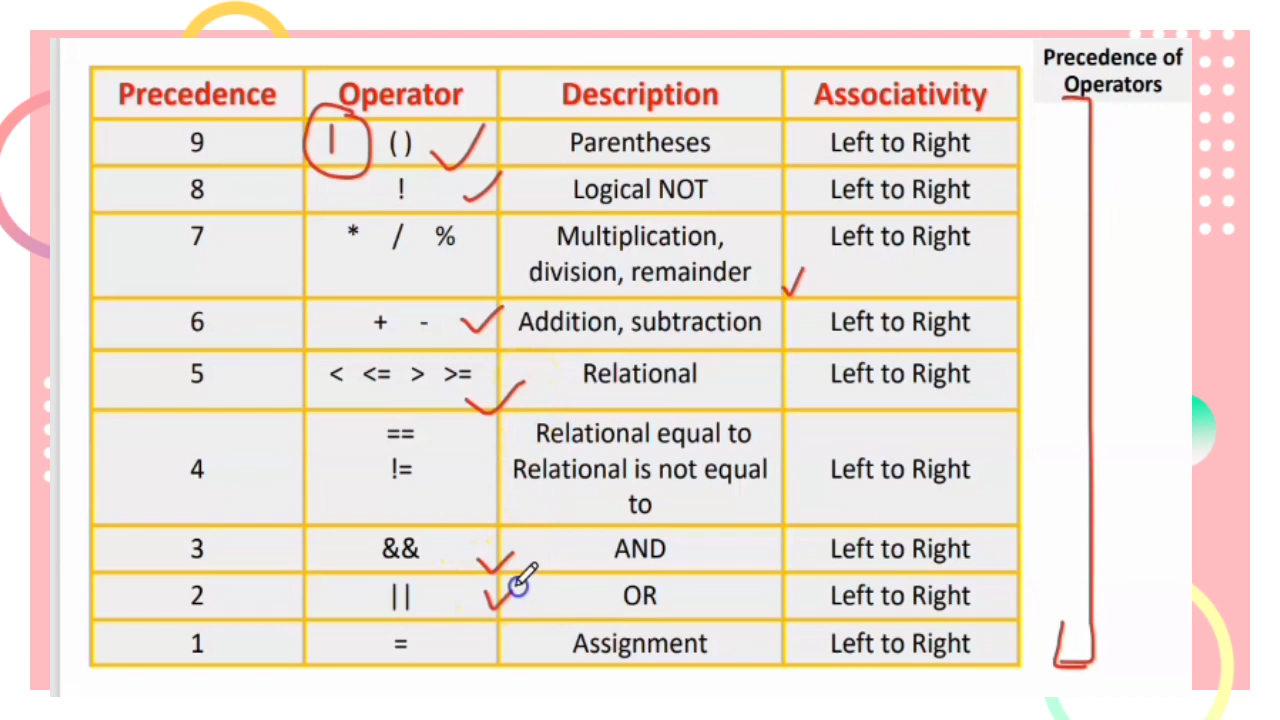 Precedence of
Operators
Precedence Operator Description Associativity
9 | () Parentheses Left to Right
8 ! Logical NOT Left to Right
7 * / % Multiplication, Left to Right
division, remainder
6 + - Addition, subtraction Left to Right
5 < <= > >= Relational Left to Right
== Relational equal to
4 != Relational is not equal Left to Right
to
3 && AND Left to Right
2 || OR Left to Right
1 = Assignment Left to Right